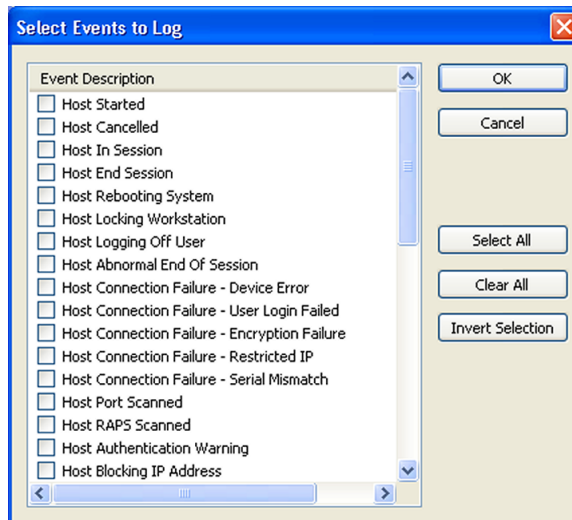 Select Events to Log
Event Description
Host Started
Host Cancelled
Host In Session
Host End Session
Host Rebooting System
Host Locking Workstation
Host Logging Off User
Host Abnormal End Of Session
Host Connection Failure - Device Error
Host Connection Failure - User Login Failed
Host Connection Failure - Encryption Failure
Host Connection Failure - Restricted IP
Host Connection Failure - Serial Mismatch
Host Port Scanned
Host RAPS Scanned
Host Authentication Warning
Host Blocking IP Address
OK
Cancel
Select All
Clear All
Invert Selection